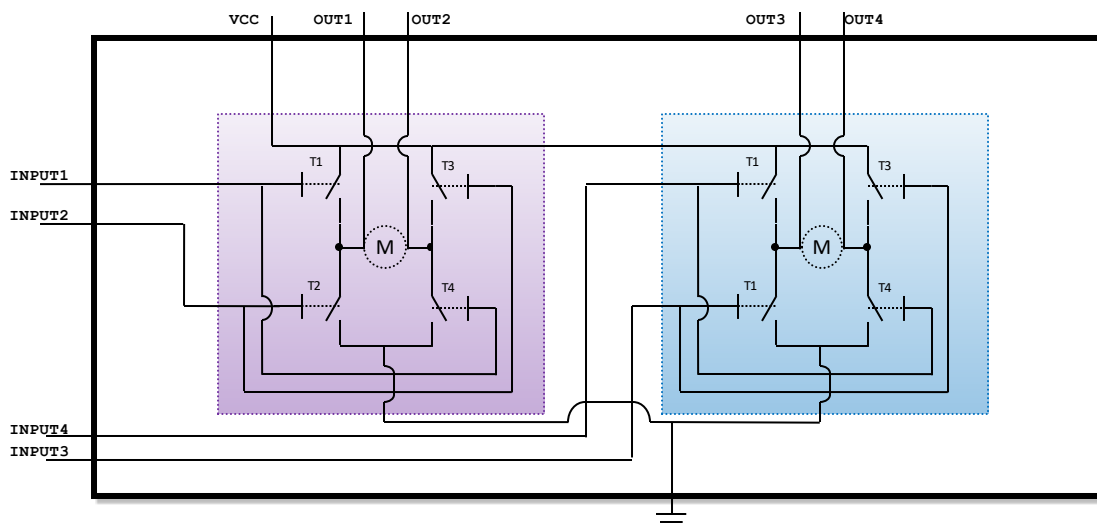 VCC OUT1 OUT2 OUT3 OUT4
INPUT1
INPUT2
T1 T3
M
T2 T4
T1 T3
M
T1 T4
INPUT4
INPUT3